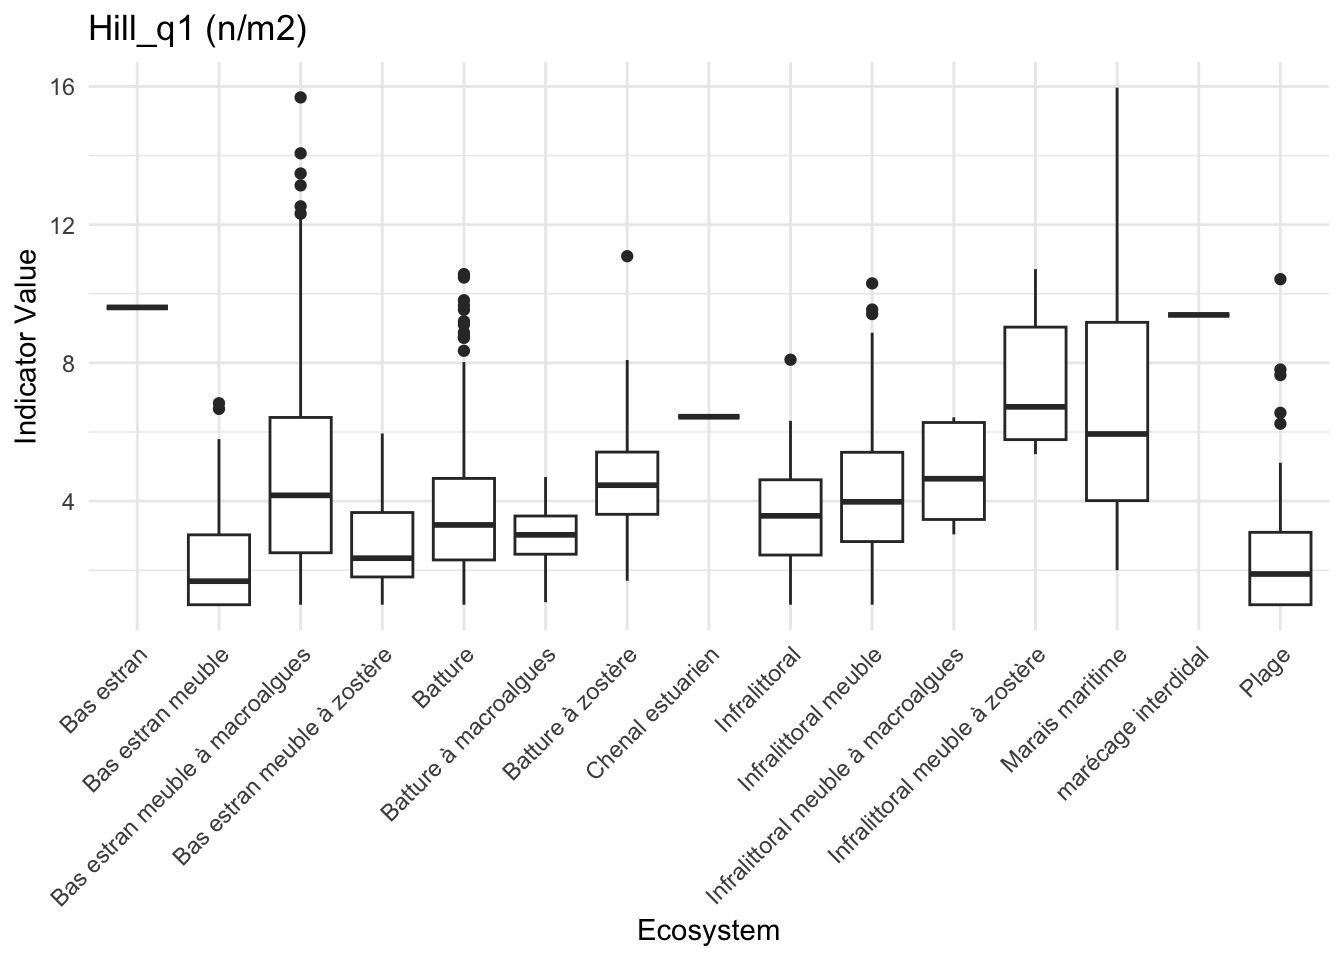 Hill_q1 (n/m2)
Indicator Value
16
12
8
4
Bas estran
Bas estran meuble
Bas estran meuble à macroalgues
Bas estran meuble à zostère
Batture
Batture à macroalgues
Batture à zostère
Chenal estuarien
Infralittoral
Infralittoral meuble
Infralittoral meuble à macroalgues
Infralittoral meuble à zostère
Marais maritime
marécage interdidal
Plage
Ecosystem